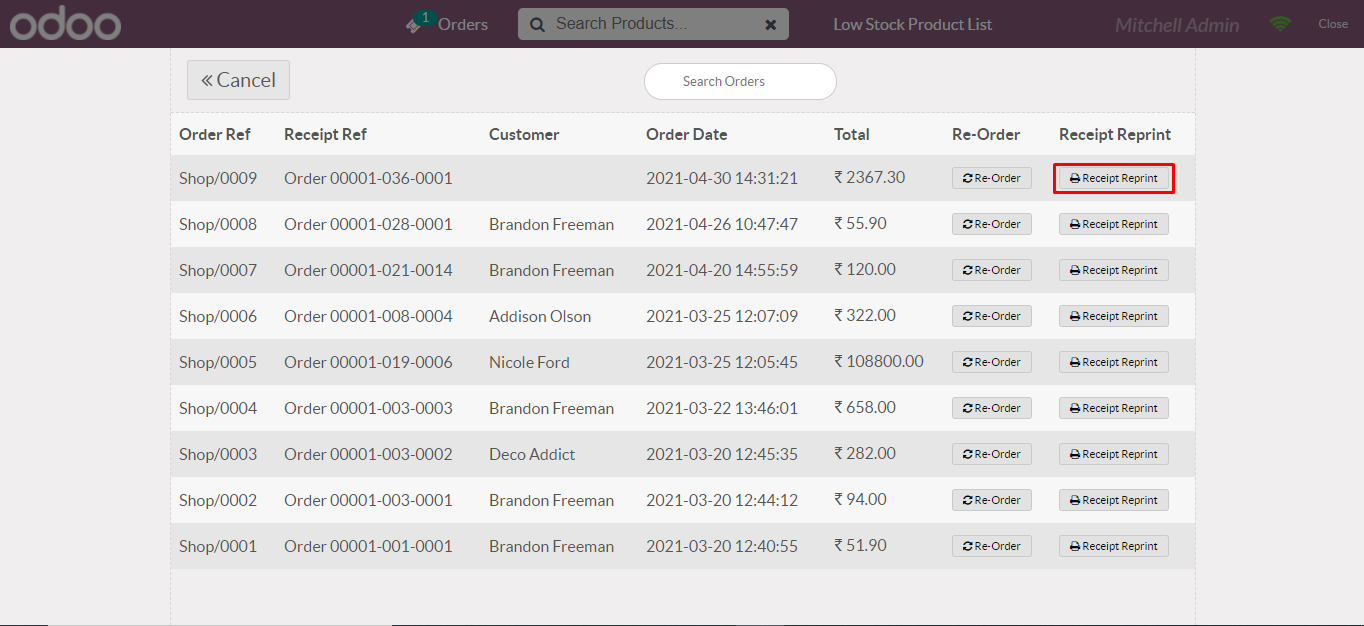 odoo 1 Orders Search Products... Low Stock Product List Mitchell Admin Close
Cancel Search Orders
Order Ref Receipt Ref Customer Order Date Total Re-Order Receipt Reprint
Shop/0009 Order 00001-036-0001 2021-04-30 14:31:21 ₹ 2367.30 Re-Order Receipt Reprint
Shop/0008 Order 00001-028-0001 Brandon Freeman 2021-04-26 10:47:47 ₹ 55.90 Re-Order Receipt Reprint
Shop/0007 Order 00001-021-0014 Brandon Freeman 2021-04-20 14:55:59 ₹ 120.00 Re-Order Receipt Reprint
Shop/0006 Order 00001-008-0004 Addison Olson 2021-03-25 12:07:09 ₹ 322.00 Re-Order Receipt Reprint
Shop/0005 Order 00001-019-0006 Nicole Ford 2021-03-25 12:05:45 ₹ 108800.00 Re-Order Receipt Reprint
Shop/0004 Order 00001-003-0003 Brandon Freeman 2021-03-22 13:46:01 ₹ 658.00 Re-Order Receipt Reprint
Shop/0003 Order 00001-003-0002 Deco Addict 2021-03-20 12:45:35 ₹ 282.00 Re-Order Receipt Reprint
Shop/0002 Order 00001-003-0001 Brandon Freeman 2021-03-20 12:44:12 ₹ 94.00 Re-Order Receipt Reprint
Shop/0001 Order 00001-001-0001 Brandon Freeman 2021-03-20 12:40:55 ₹ 51.90 Re-Order Receipt Reprint